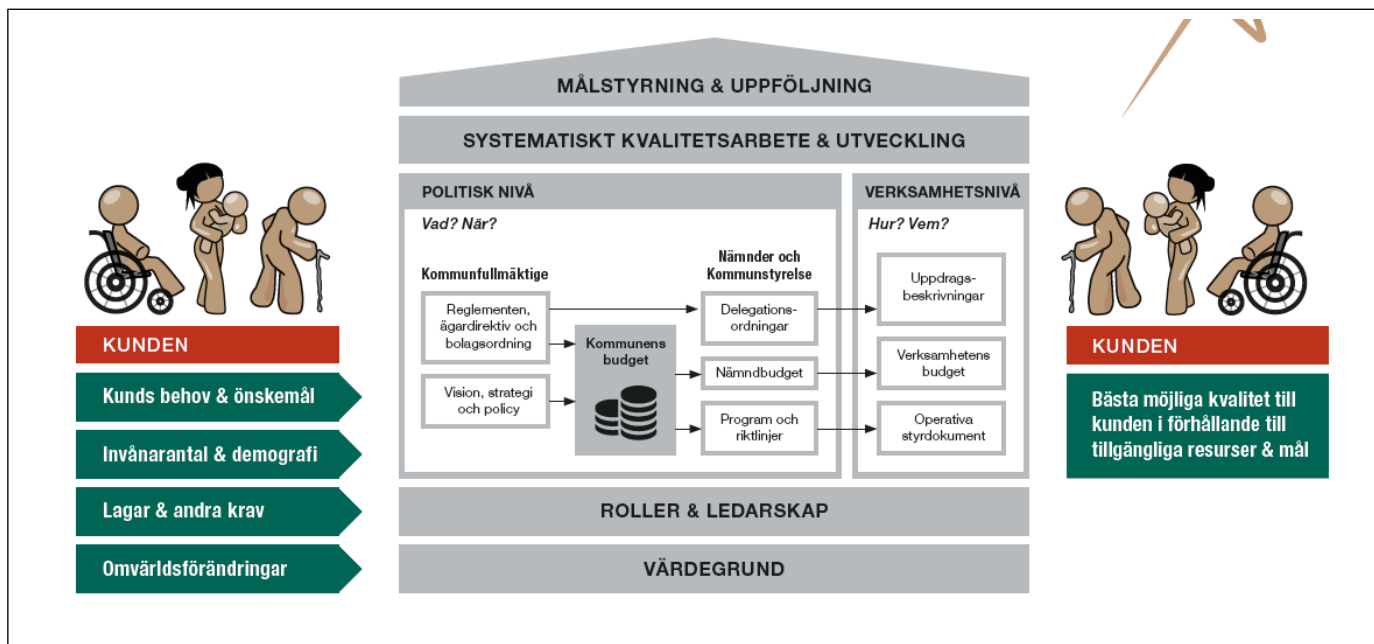 MÅLSTYRNING & UPPFÖLJNING
SYSTEMATISKT KVALITETSARBETE & UTVECKLING
KUNDEN
Kunds behov & önskemål
Invånarantal & demografi
Lagar & andra krav
Omvärldsförändringar
POLITISK NIVÅ
Vad? När?
Kommunfullmäktige
Reglementen,
ägardirektiv och
bolagsordning
Vision, strategi
och policy
Kommunens
budget
Nämnder och
Kommunstyrelse
Delegations-
ordningar
Nämndbudget
Program och
riktlinjer
VERKSAMHETSNIVÅ
Hur? Vem?
Uppdrags-
beskrivningar
Verksamhetens
budget
Operativa
styrdokument
ROLLER & LEDARSKAP
VÄRDEGRUND
KUNDEN
Bästa möjliga kvalitet till
kunden i förhållande till
tillgängliga resurser & mål